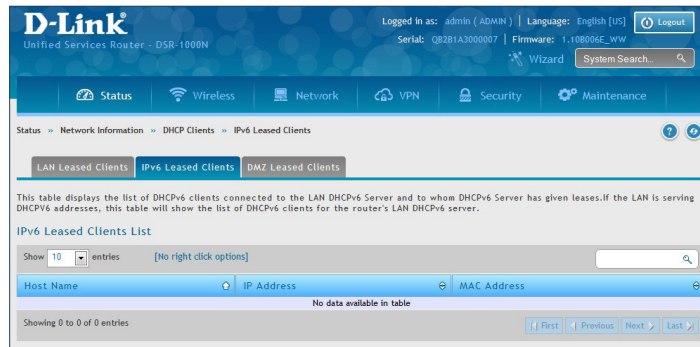 D-Link®
Unified Services Router - DSR-1000N
Logged in as: admin ( ADMIN ) | Language: English [US]
Logout
Serial: QB2B1A3000007 | Firmware: 1.10B006E_WW
Wizard
System Search...
Status
Wireless
Network
VPN
Security
Maintenance
Status » Network Information » DHCP Clients » IPv6 Leased Clients
LAN Leased Clients
IPv6 Leased Clients
DMZ Leased Clients
This table displays the list of DHCPv6 clients connected to the LAN DHCPv6 Server and to whom DHCPv6 Server has given leases.If the LAN is serving
DHCPV6 addresses, this table will show the list of DHCPv6 clients for the router's LAN DHCPv6 server.
IPv6 Leased Clients List
Show 10 entries [No right click options]
Host Name IP Address MAC Address
No data available in table
Showing 0 to 0 of 0 entries
First Previous Next Last